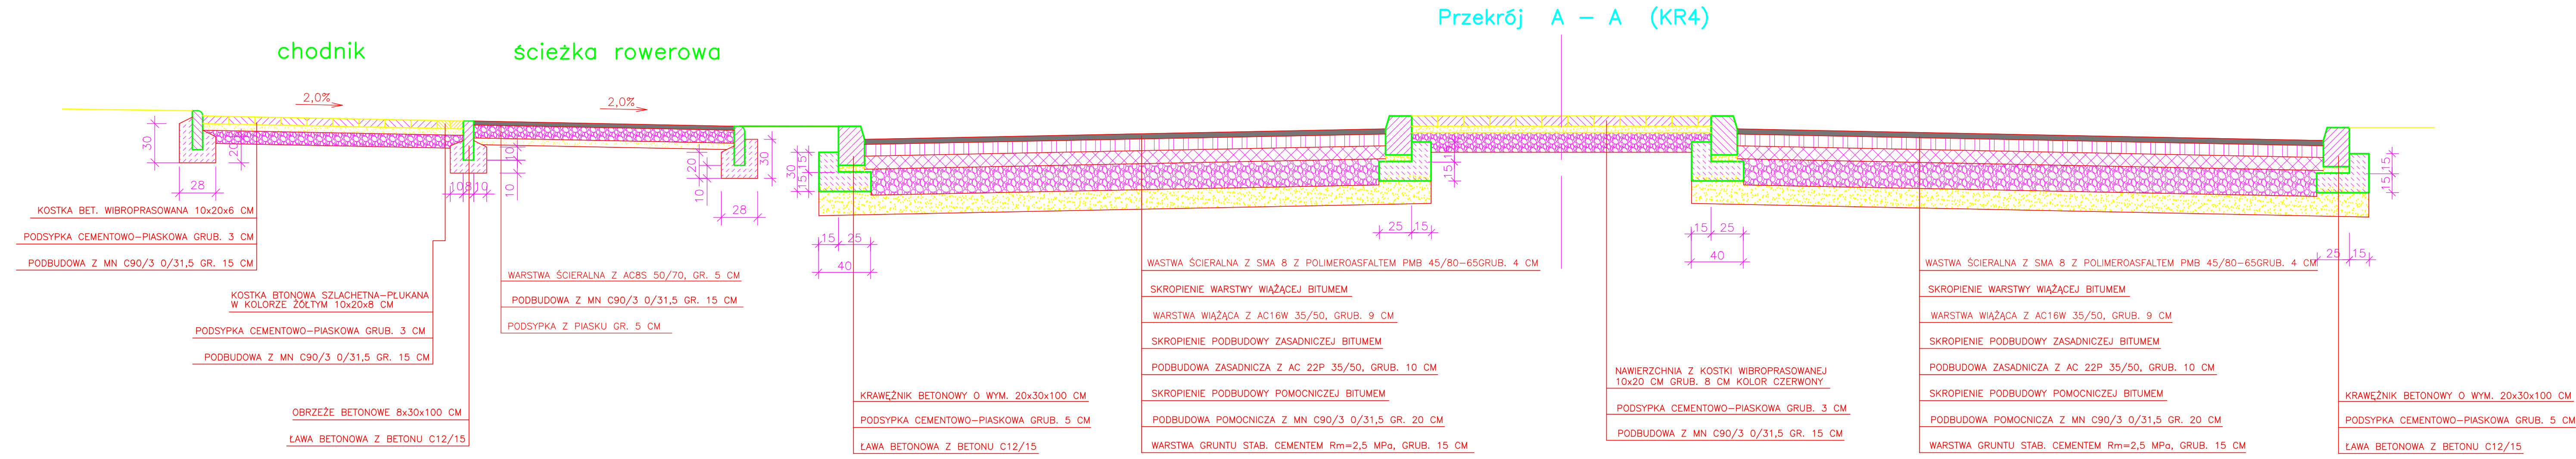 Przekrój A – A (KR4)
chodnik
ścieżka rowerowa
2,0%
2,0%
30
20
28
10
8
10
10
10
20
10
30
28
30
15
15
15
25
40
25
15
15
15
15
25
40
15
15
25
15
KOSTKA BET. WIBROPRASOWANA 10x20x6 CM
PODSYPKA CEMENTOWO-PIASKOWA GRUB. 3 CM
PODBUDOWA Z MN C90/3 0/31,5 GR. 15 CM
KOSTKA BTONOWA SZLACHETNA-PŁUKANA
W KOLORZE ŻÓŁTYM 10x20x8 CM
PODSYPKA CEMENTOWO-PIASKOWA GRUB. 3 CM
PODBUDOWA Z MN C90/3 0/31,5 GR. 15 CM
OBRZEŻE BETONOWE 8x30x100 CM
ŁAWA BETONOWA Z BETONU C12/15
WARSTWA ŚCIERALNA Z AC8S 50/70, GR. 5 CM
PODBUDOWA Z MN C90/3 0/31,5 GR. 15 CM
PODSYPKA Z PIASKU GR. 5 CM
KRAWĘŻNIK BETONOWY O WYM. 20x30x100 CM
PODSYPKA CEMENTOWO-PIASKOWA GRUB. 5 CM
ŁAWA BETONOWA Z BETONU C12/15
WASTWA ŚCIERALNA Z SMA 8 Z POLIMEROASFALTEM PMB 45/80-65GRUB. 4 CM
SKROPIENIE WARSTWY WIĄŻĄCEJ BITUMEM
WARSTWA WIĄŻĄCA Z AC16W 35/50, GRUB. 9 CM
SKROPIENIE PODBUDOWY ZASADNICZEJ BITUMEM
PODBUDOWA ZASADNICZA Z AC 22P 35/50, GRUB. 10 CM
SKROPIENIE PODBUDOWY POMOCNICZEJ BITUMEM
PODBUDOWA POMOCNICZA Z MN C90/3 0/31,5 GR. 20 CM
WARSTWA GRUNTU STAB. CEMENTEM Rm=2,5 MPa, GRUB. 15 CM
NAWIERZCHNIA Z KOSTKI WIBROPRASOWANEJ
10x20 CM GRUB. 8 CM KOLOR CZERWONY
PODSYPKA CEMENTOWO-PIASKOWA GRUB. 3 CM
PODBUDOWA Z MN C90/3 0/31,5 GR. 15 CM
WASTWA ŚCIERALNA Z SMA 8 Z POLIMEROASFALTEM PMB 45/80-65GRUB. 4 CM
SKROPIENIE WARSTWY WIĄŻĄCEJ BITUMEM
WARSTWA WIĄŻĄCA Z AC16W 35/50, GRUB. 9 CM
SKROPIENIE PODBUDOWY ZASADNICZEJ BITUMEM
PODBUDOWA ZASADNICZA Z AC 22P 35/50, GRUB. 10 CM
SKROPIENIE PODBUDOWY POMOCNICZEJ BITUMEM
PODBUDOWA POMOCNICZA Z MN C90/3 0/31,5 GR. 20 CM
WARSTWA GRUNTU STAB. CEMENTEM Rm=2,5 MPa, GRUB. 15 CM
KRAWĘŻNIK BETONOWY O WYM. 20x30x100 CM
PODSYPKA CEMENTOWO-PIASKOWA GRUB. 5 CM
ŁAWA BETONOWA Z BETONU C12/15